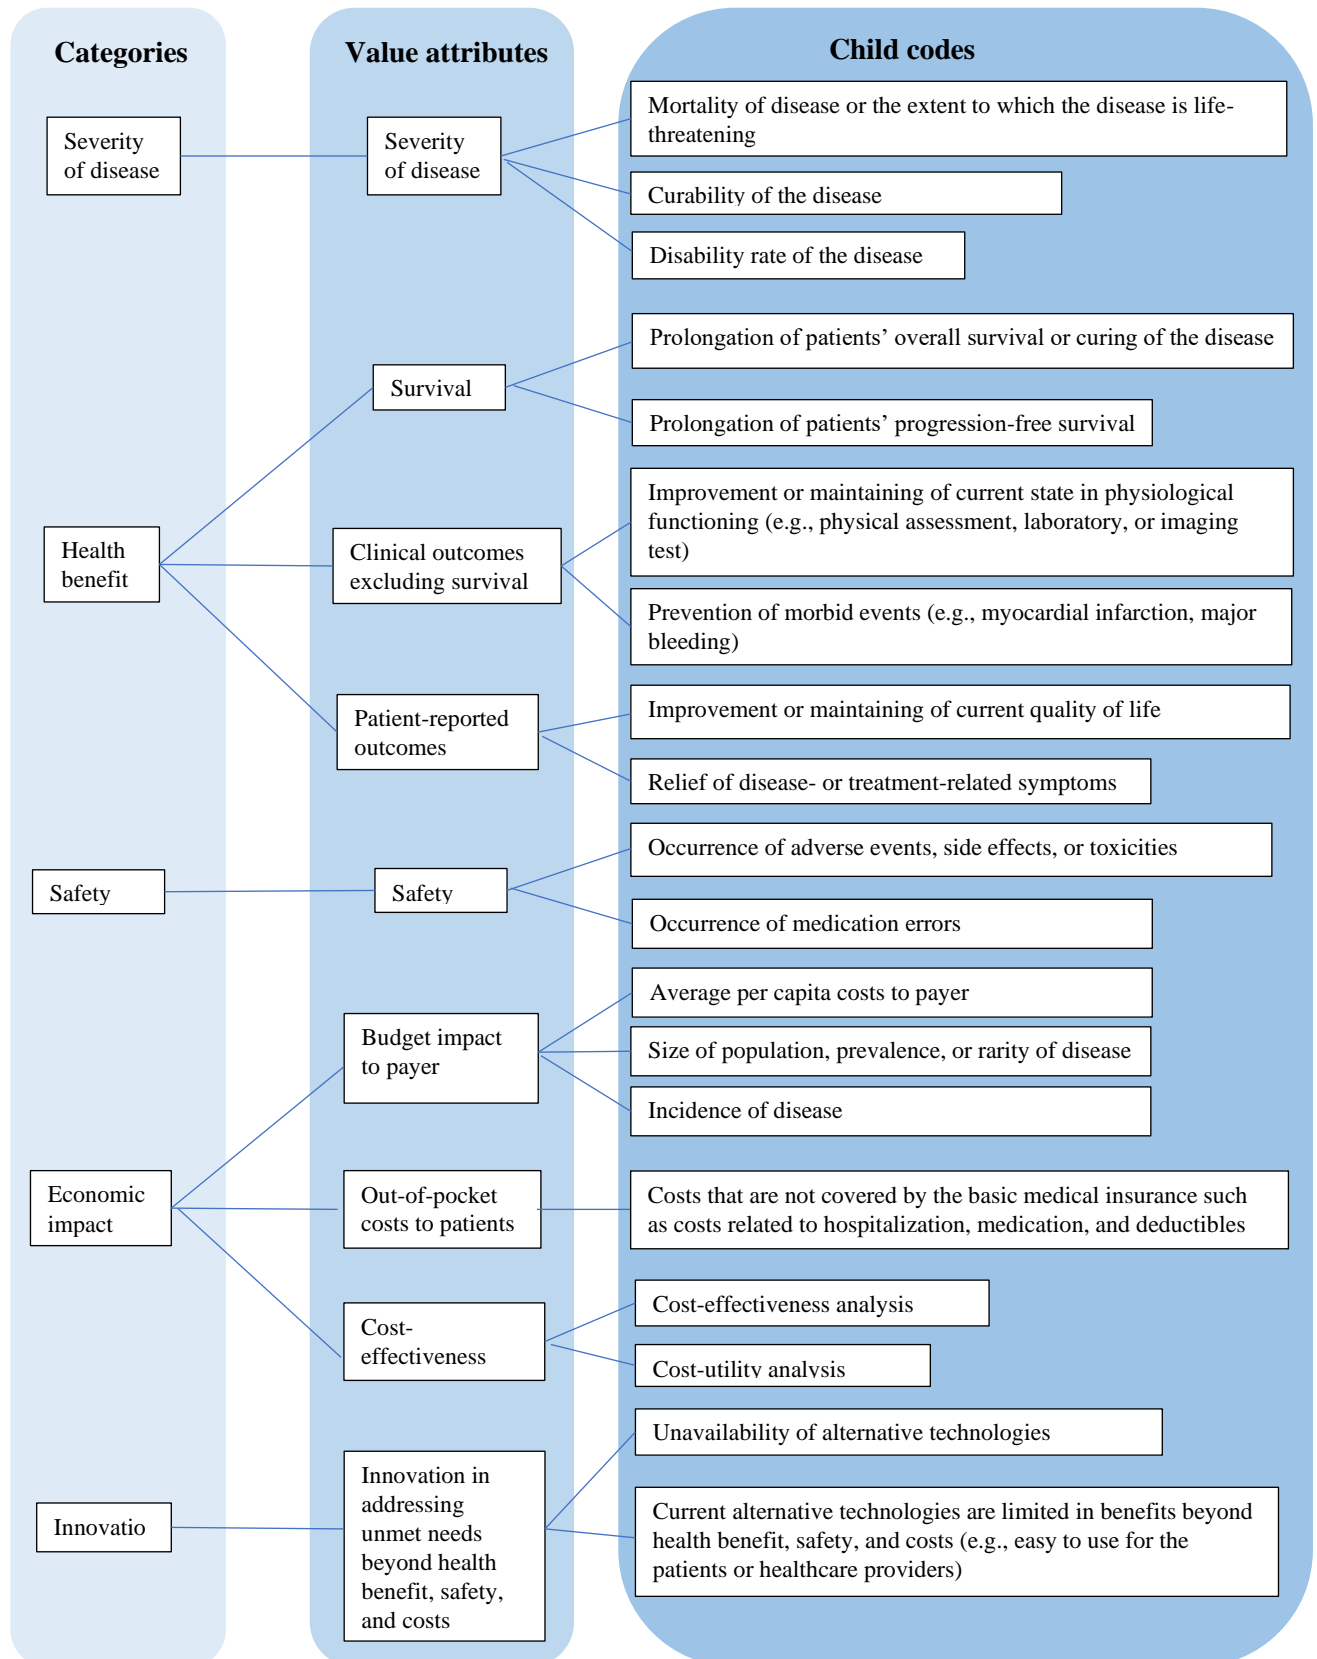 Categories
Value attributes
Child codes
Severity
of disease
Severity
of disease
Mortality of disease or the extent to which the disease is life-
threatening
Curability of the disease
Disability rate of the disease
Health
benefit
Survival
Prolongation of patients’ overall survival or curing of the disease
Prolongation of patients’ progression-free survival
Clinical outcomes
excluding survival
Improvement or maintaining of current state in physiological
functioning (e.g., physical assessment, laboratory, or imaging
test)
Prevention of morbid events (e.g., myocardial infarction, major
bleeding)
Patient-reported
outcomes
Improvement or maintaining of current quality of life
Relief of disease- or treatment-related symptoms
Safety
Safety
Occurrence of adverse events, side effects, or toxicities
Occurrence of medication errors
Economic
impact
Budget impact
to payer
Average per capita costs to payer
Size of population, prevalence, or rarity of disease
Incidence of disease
Out-of-pocket
costs to patients
Costs that are not covered by the basic medical insurance such
as costs related to hospitalization, medication, and deductibles
Cost-
effectiveness
Cost-effectiveness analysis
Cost-utility analysis
Innovatio
Innovation in
addressing
unmet needs
beyond health
benefit, safety,
and costs
Unavailability of alternative technologies
Current alternative technologies are limited in benefits beyond
health benefit, safety, and costs (e.g., easy to use for the
patients or healthcare providers)